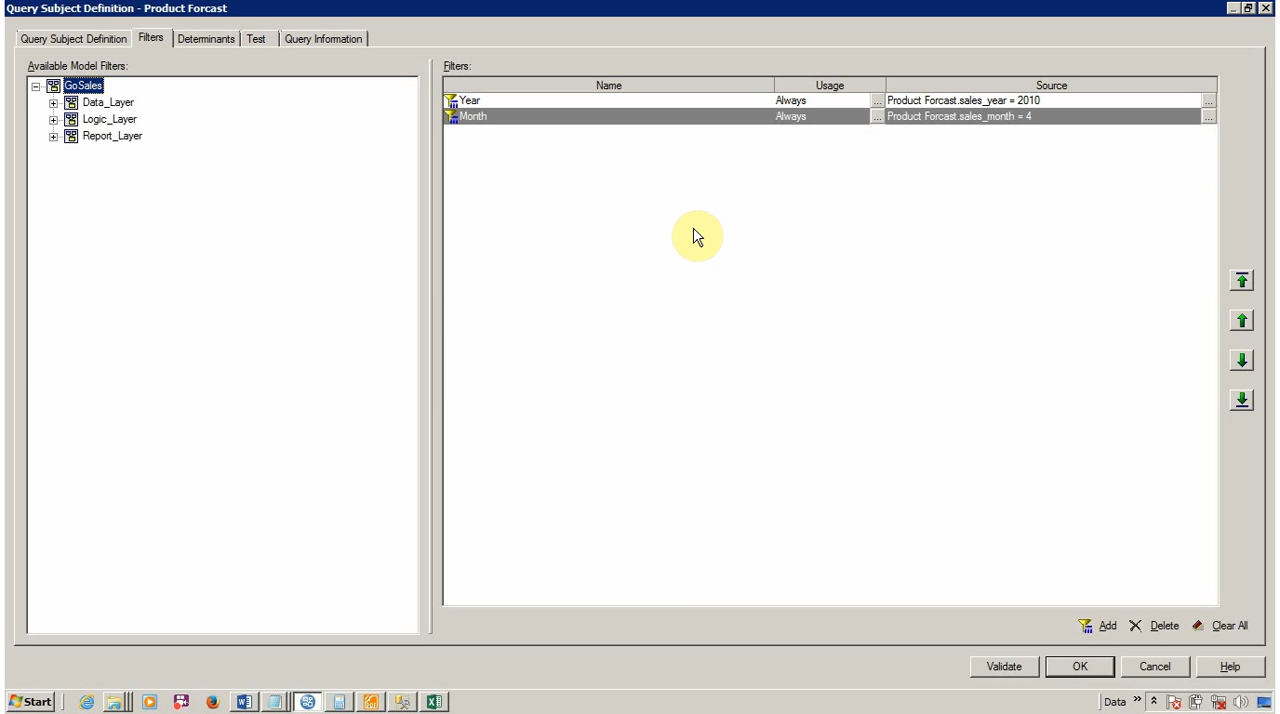 Query Subject Definition - Product Forcast
Query Subject Definition Filters Determinants Test Query Information
Available Model Filters:
GoSales
Data_Layer
Logic_Layer
Report_Layer
Filters:
Name Usage Source
Year Always ... Product Forcast.sales_year = 2010 ...
Month Always ... Product Forcast.sales_month = 4 ...
Add Delete Clear All
Validate OK Cancel Help
Start Data